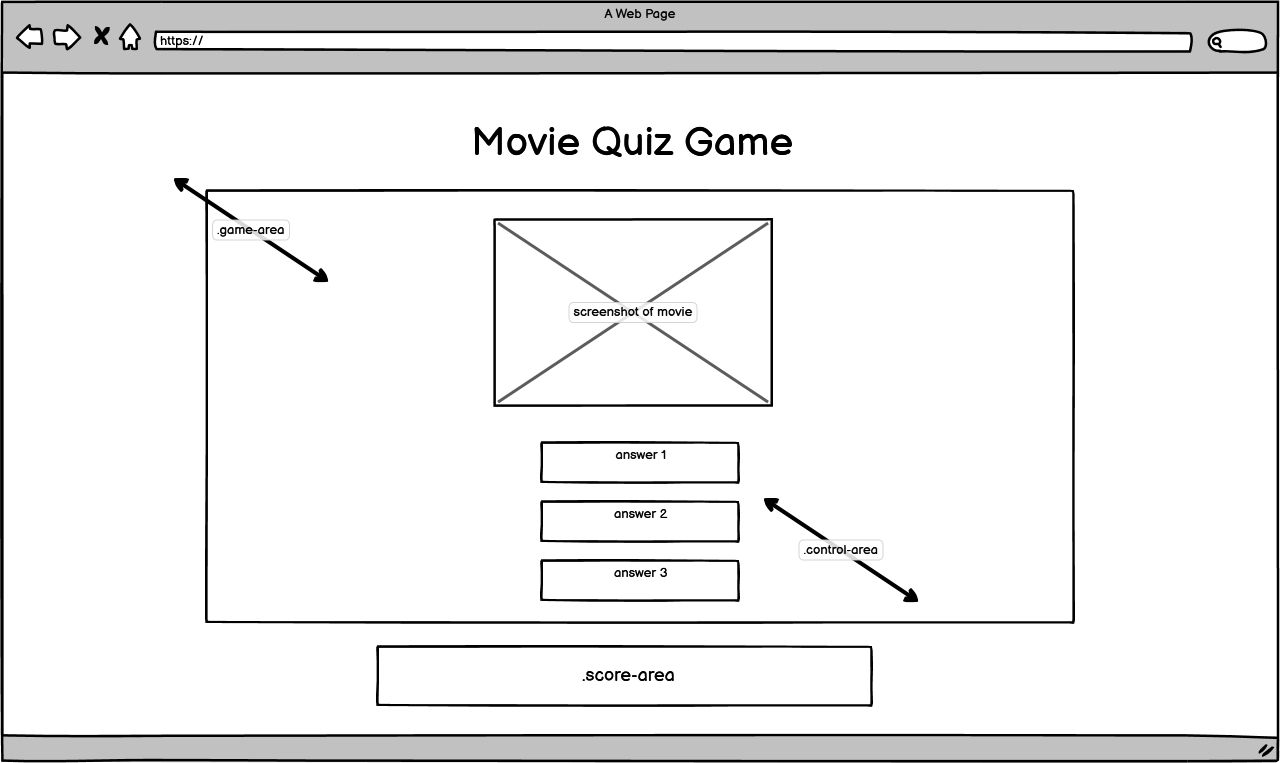 A Web Page
https://
Movie Quiz Game
.game-area
screenshot of movie
answer 1
answer 2
.control-area
answer 3
.score-area